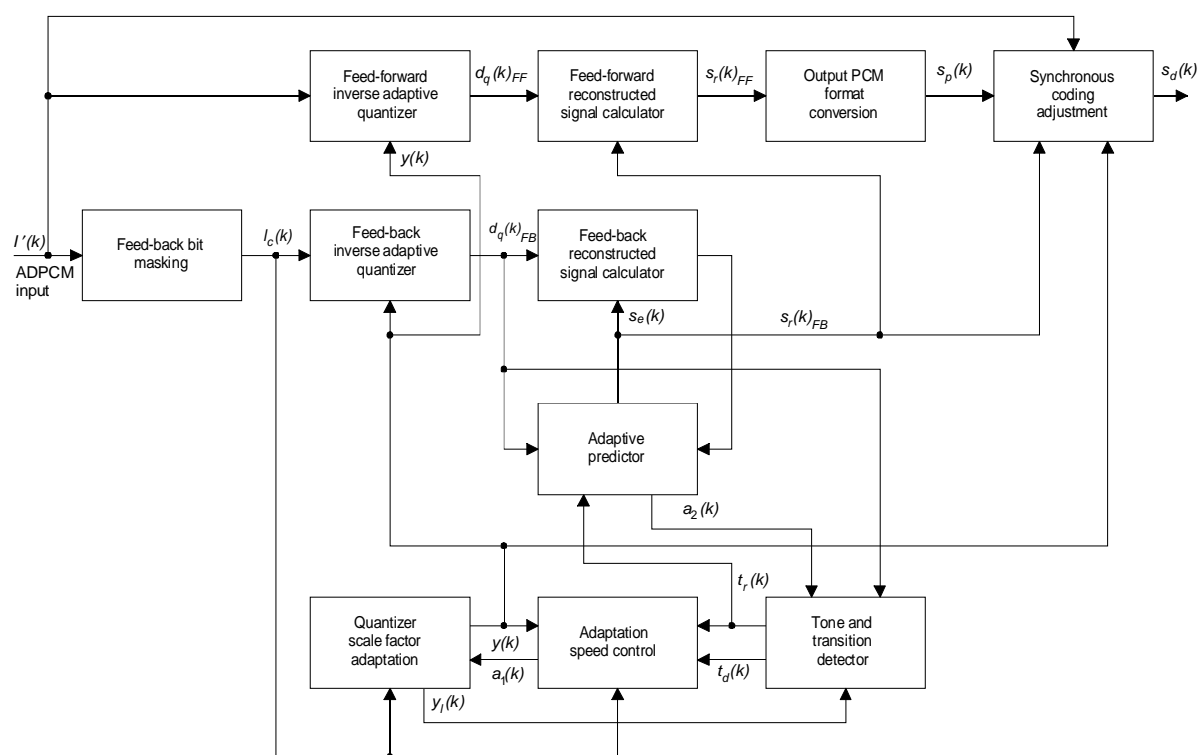 Feed-forward
inverse adaptive
quantizer
d_q(k)_FF
Feed-forward
reconstructed
signal calculator
s_r(k)_FF
Output PCM
format
conversion
s_p(k)
Synchronous
coding
adjustment
s_d(k)
y(k)
I′(k)
ADPCM
input
Feed-back bit
masking
I_c(k)
Feed-back
inverse adaptive
quantizer
d_q(k)_FB
Feed-back
reconstructed
signal calculator
s_e(k)
s_r(k)_FB
Adaptive
predictor
a_2(k)
t_r(k)
Quantizer
scale factor
adaptation
y(k)
a_1(k)
Adaptation
speed control
t_d(k)
Tone and
transition
detector
y_l(k)